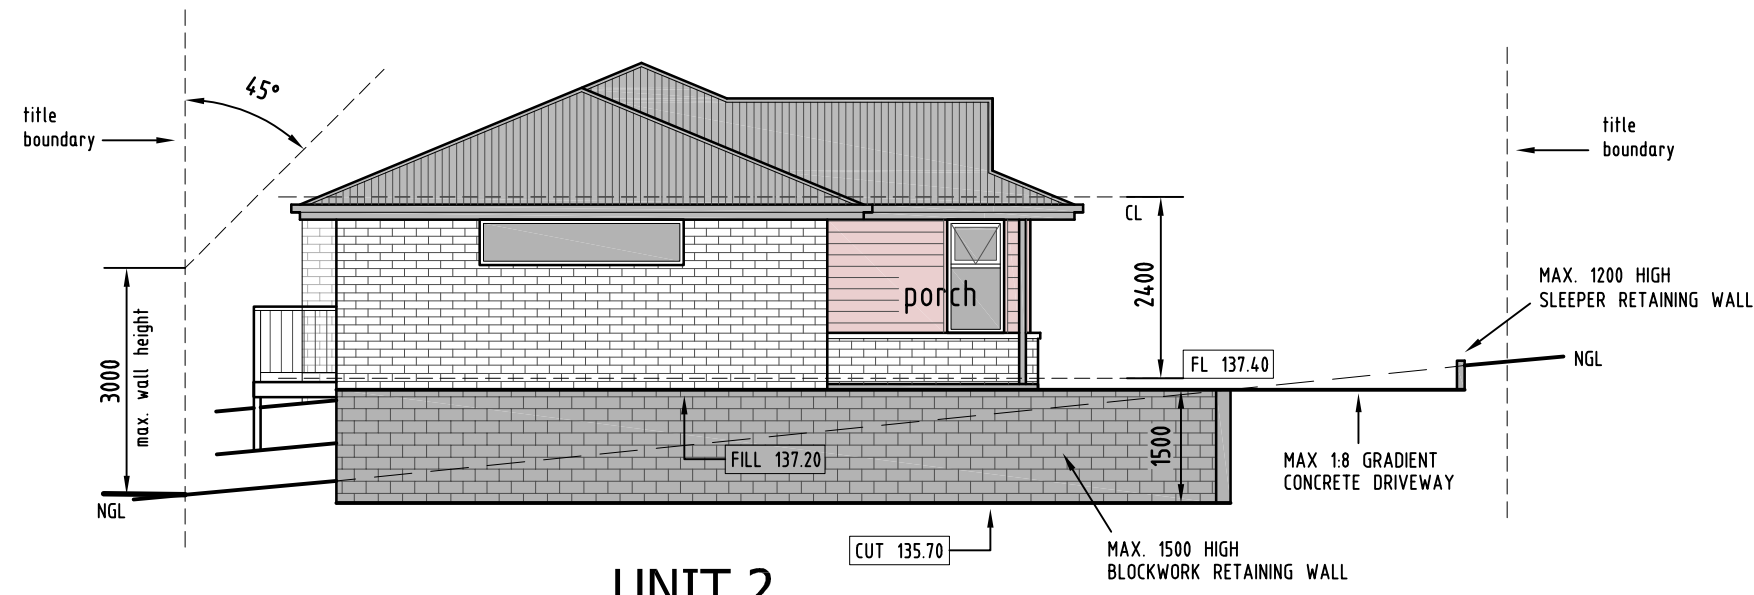 45°
title
boundary
title
boundary
CL
2400
porch
MAX. 1200 HIGH
SLEEPER RETAINING WALL
3000
max. wall height
FL 137.40
NGL
FILL 137.20
1500
MAX 1:8 GRADIENT
CONCRETE DRIVEWAY
NGL
CUT 135.70
MAX. 1500 HIGH
BLOCKWORK RETAINING WALL
UNIT 2